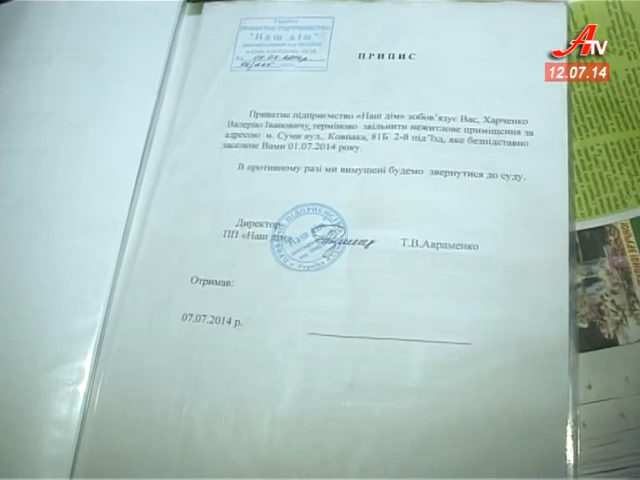 Україна
ПРИВАТНЕ ПІДПРИЄМСТВО
"Наш дім"
АTV
12.07.14
ПРИПИС
Приватне підприємство «Наш дім» зобов'язує Вас, Харченко
Валерію Івановичу, терміново звільнити нежитлове приміщення за
адресою м. Суми вул.. Ковпака, 81Б 2-й під'їзд, яке безпідставно
заселене Вами 01.07.2014 року.
В противному разі ми вимушені будемо звернутися до суду.
Директор
ПП «Наш дім»
Т.В.Авраменко
Отримав:
07.07.2014 р.